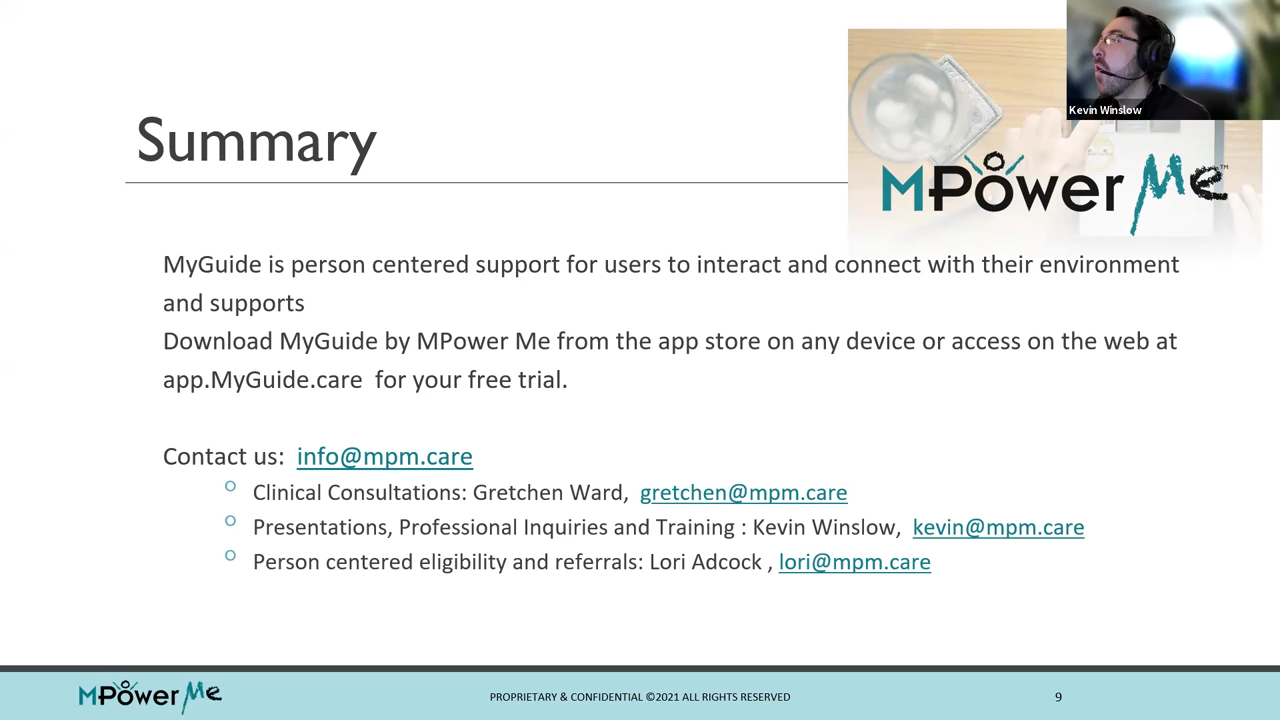 Kevin Winslow
Summary
MPower Me™
MyGuide is person centered support for users to interact and connect with their environment
and supports
Download MyGuide by MPower Me from the app store on any device or access on the web at
app.MyGuide.care for your free trial.
Contact us: info@mpm.care
Clinical Consultations: Gretchen Ward, gretchen@mpm.care
Presentations, Professional Inquiries and Training : Kevin Winslow, kevin@mpm.care
Person centered eligibility and referrals: Lori Adcock , lori@mpm.care
MPower Me
PROPRIETARY & CONFIDENTIAL ©2021 ALL RIGHTS RESERVED
9